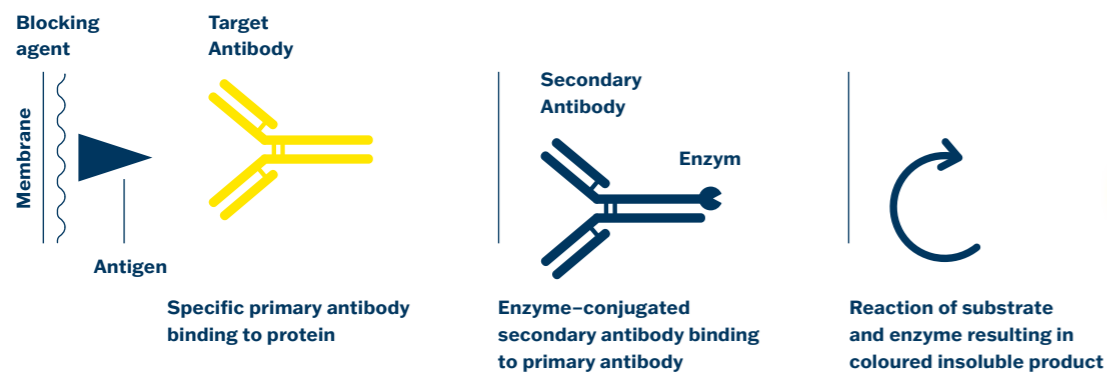 Blocking
agent
Target
Antibody
Membrane
Antigen
Specific primary antibody
binding to protein
Secondary
Antibody
Enzym
Enzyme–conjugated
secondary antibody binding
to primary antibody
Reaction of substrate
and enzyme resulting in
coloured insoluble product